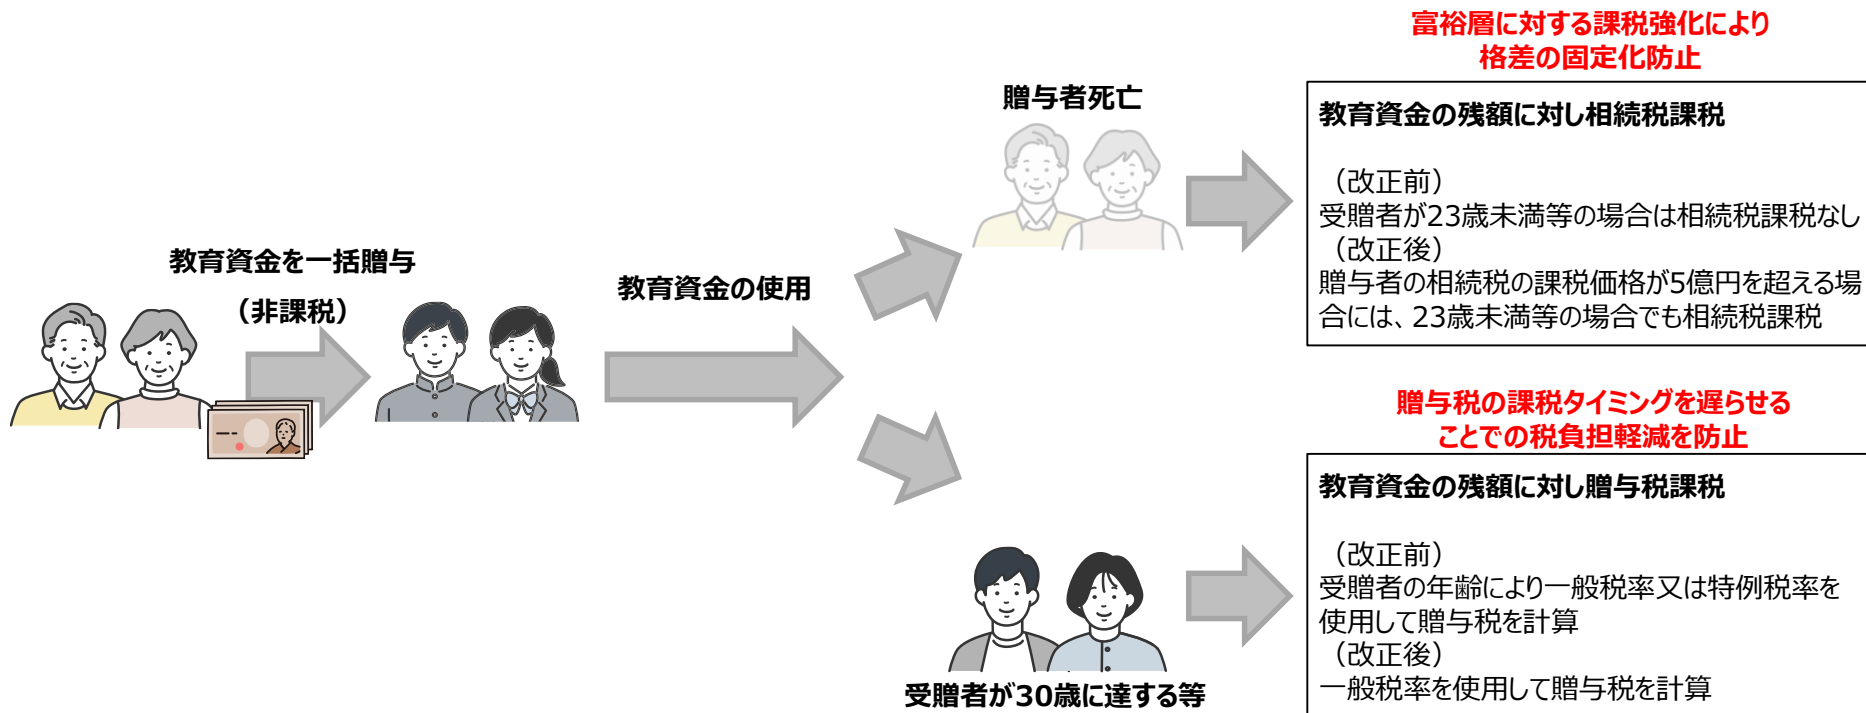 教育資金を一括贈与
（非課税）
教育資金の使用
贈与者死亡
富裕層に対する課税強化により
格差の固定化防止
教育資金の残額に対し相続税課税
（改正前）
受贈者が23歳未満等の場合は相続税課税なし
（改正後）
贈与者の相続税の課税価格が5億円を超える場
合には、23歳未満等の場合でも相続税課税
受贈者が30歳に達する等
贈与税の課税タイミングを遅らせる
ことでの税負担軽減を防止
教育資金の残額に対し贈与税課税
（改正前）
受贈者の年齢により一般税率又は特例税率を
使用して贈与税を計算
（改正後）
一般税率を使用して贈与税を計算